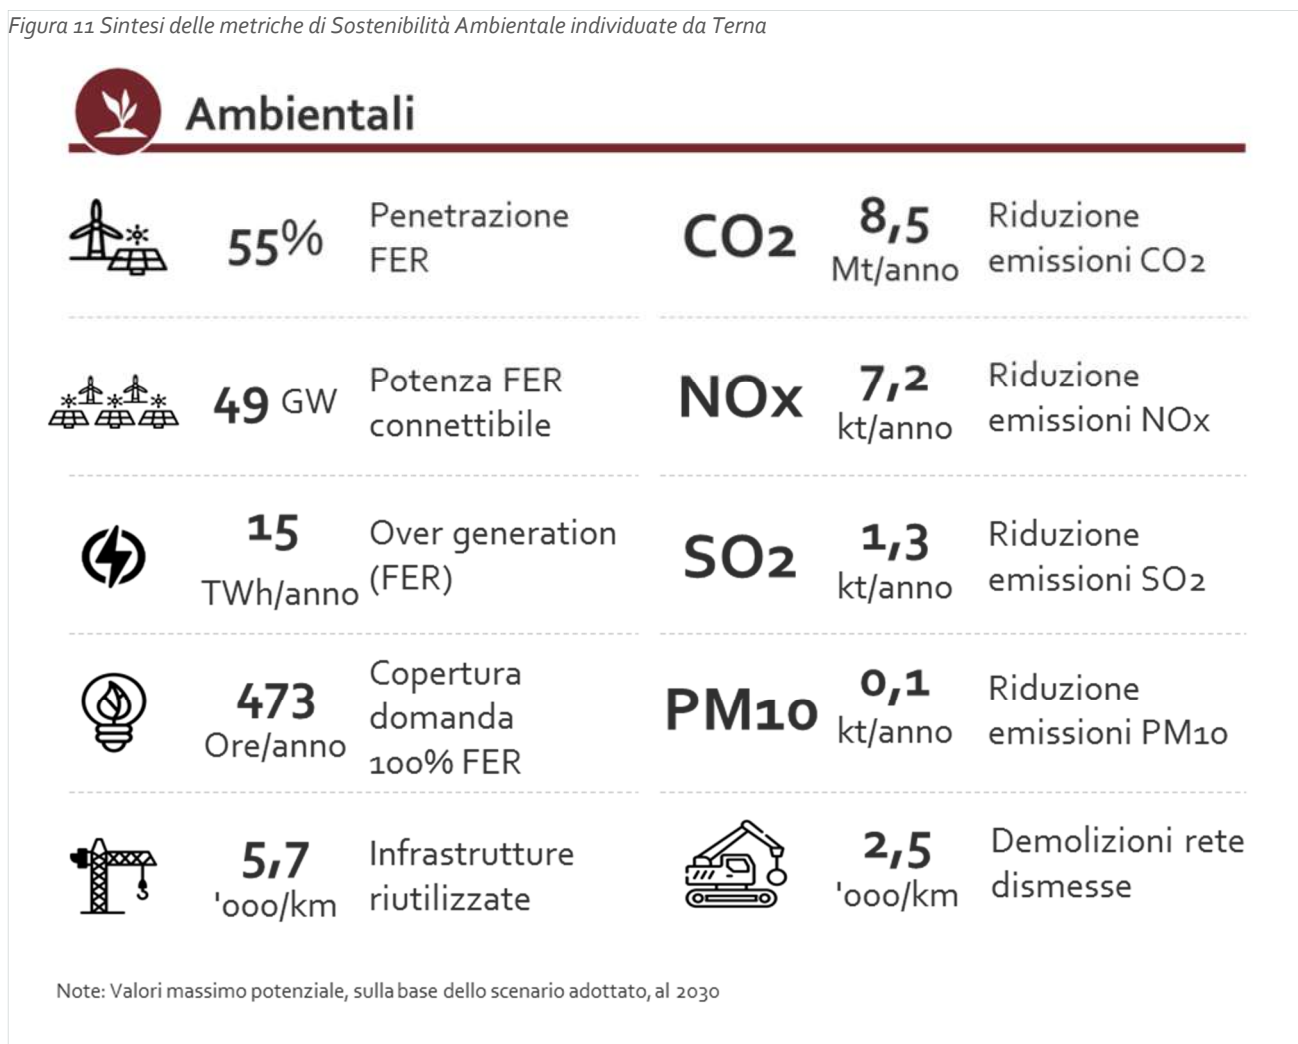 Figura 11 Sintesi delle metriche di Sostenibilità Ambientale individuate da Terna
Ambientali
55%
Penetrazione
FER
CO2
8,5
Mt/anno
Riduzione
emissioni CO2
49 GW
Potenza FER
connettibile
NOx
7,2
kt/anno
Riduzione
emissioni NOx
15
TWh/anno
Over generation
(FER)
SO2
1,3
kt/anno
Riduzione
emissioni SO2
473
Ore/anno
Copertura
domanda
100% FER
PM10
0,1
kt/anno
Riduzione
emissioni PM10
5,7
'000/km
Infrastrutture
riutilizzate
2,5
'000/km
Demolizioni rete
dismesse
Note: Valori massimo potenziale, sulla base dello scenario adottato, al 2030